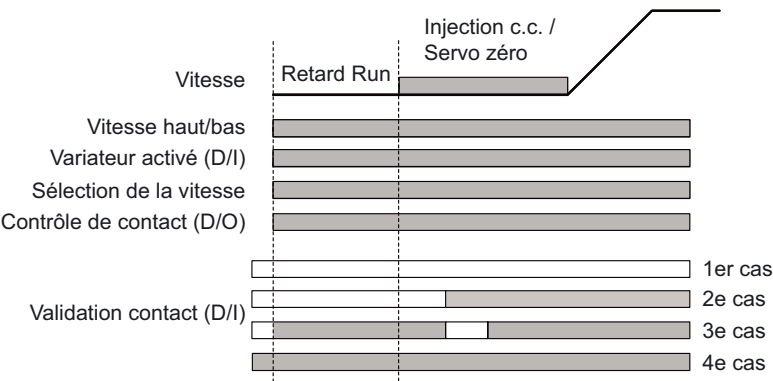 Injection c.c. /
Servo zéro
Retard Run
Vitesse
Vitesse haut/bas
Variateur activé (D/I)
Sélection de la vitesse
Contrôle de contact (D/O)
1er cas
2e cas
Validation contact (D/I)
3e cas
4e cas